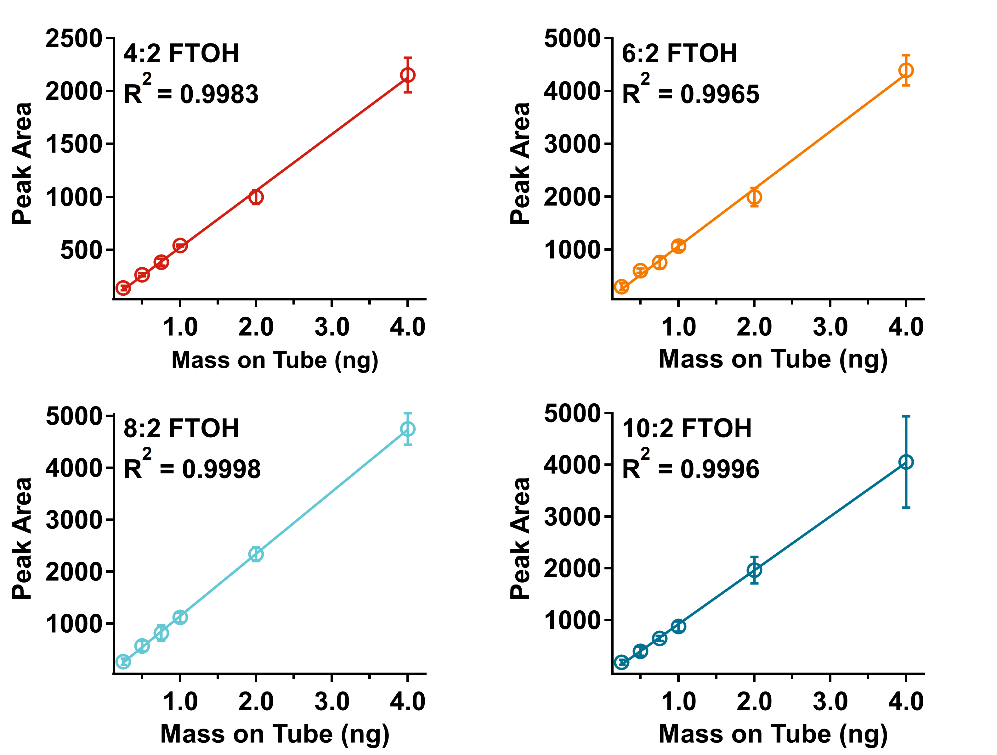 4:2 FTOH
R2 = 0.9983
Peak Area
2500
2000
1500
1000
500
1.0 2.0 3.0 4.0
Mass on Tube (ng)
6:2 FTOH
R2 = 0.9965
Peak Area
5000
4000
3000
2000
1000
1.0 2.0 3.0 4.0
Mass on Tube (ng)
8:2 FTOH
R2 = 0.9998
Peak Area
5000
4000
3000
2000
1000
1.0 2.0 3.0 4.0
Mass on Tube (ng)
10:2 FTOH
R2 = 0.9996
Peak Area
5000
4000
3000
2000
1000
1.0 2.0 3.0 4.0
Mass on Tube (ng)